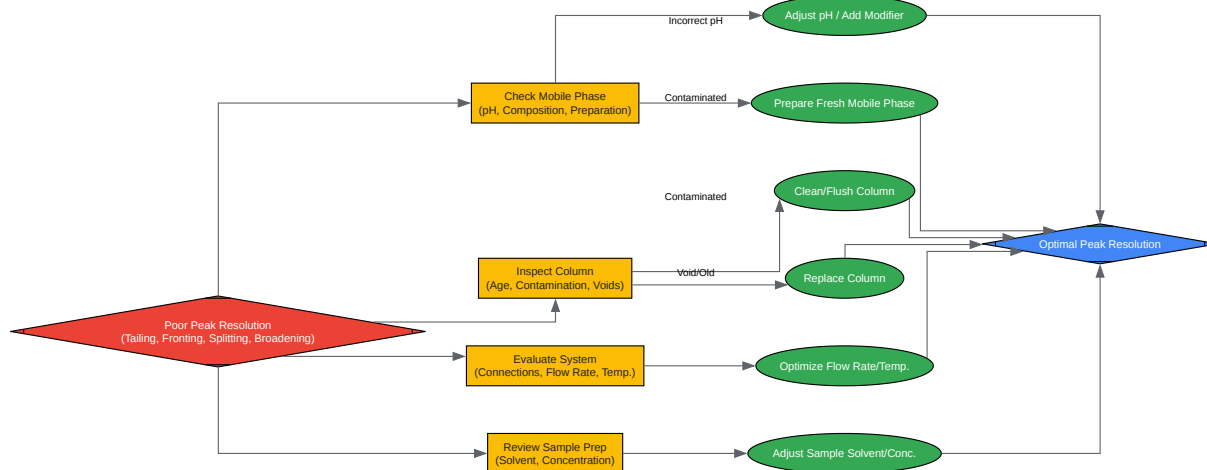 Adjust pH / Add Modifier
Incorrect pH
Check Mobile Phase
(pH, Composition, Preparation)
Contaminated
Prepare Fresh Mobile Phase
Contaminated
Clean/Flush Column
Optimal Peak Resolution
Inspect Column
(Age, Contamination, Voids)
Void/Old
Replace Column
Poor Peak Resolution
(Tailing, Fronting, Splitting, Broadening)
Evaluate System
(Connections, Flow Rate, Temp.)
Optimize Flow Rate/Temp.
Review Sample Prep
(Solvent, Concentration)
Adjust Sample Solvent/Conc.